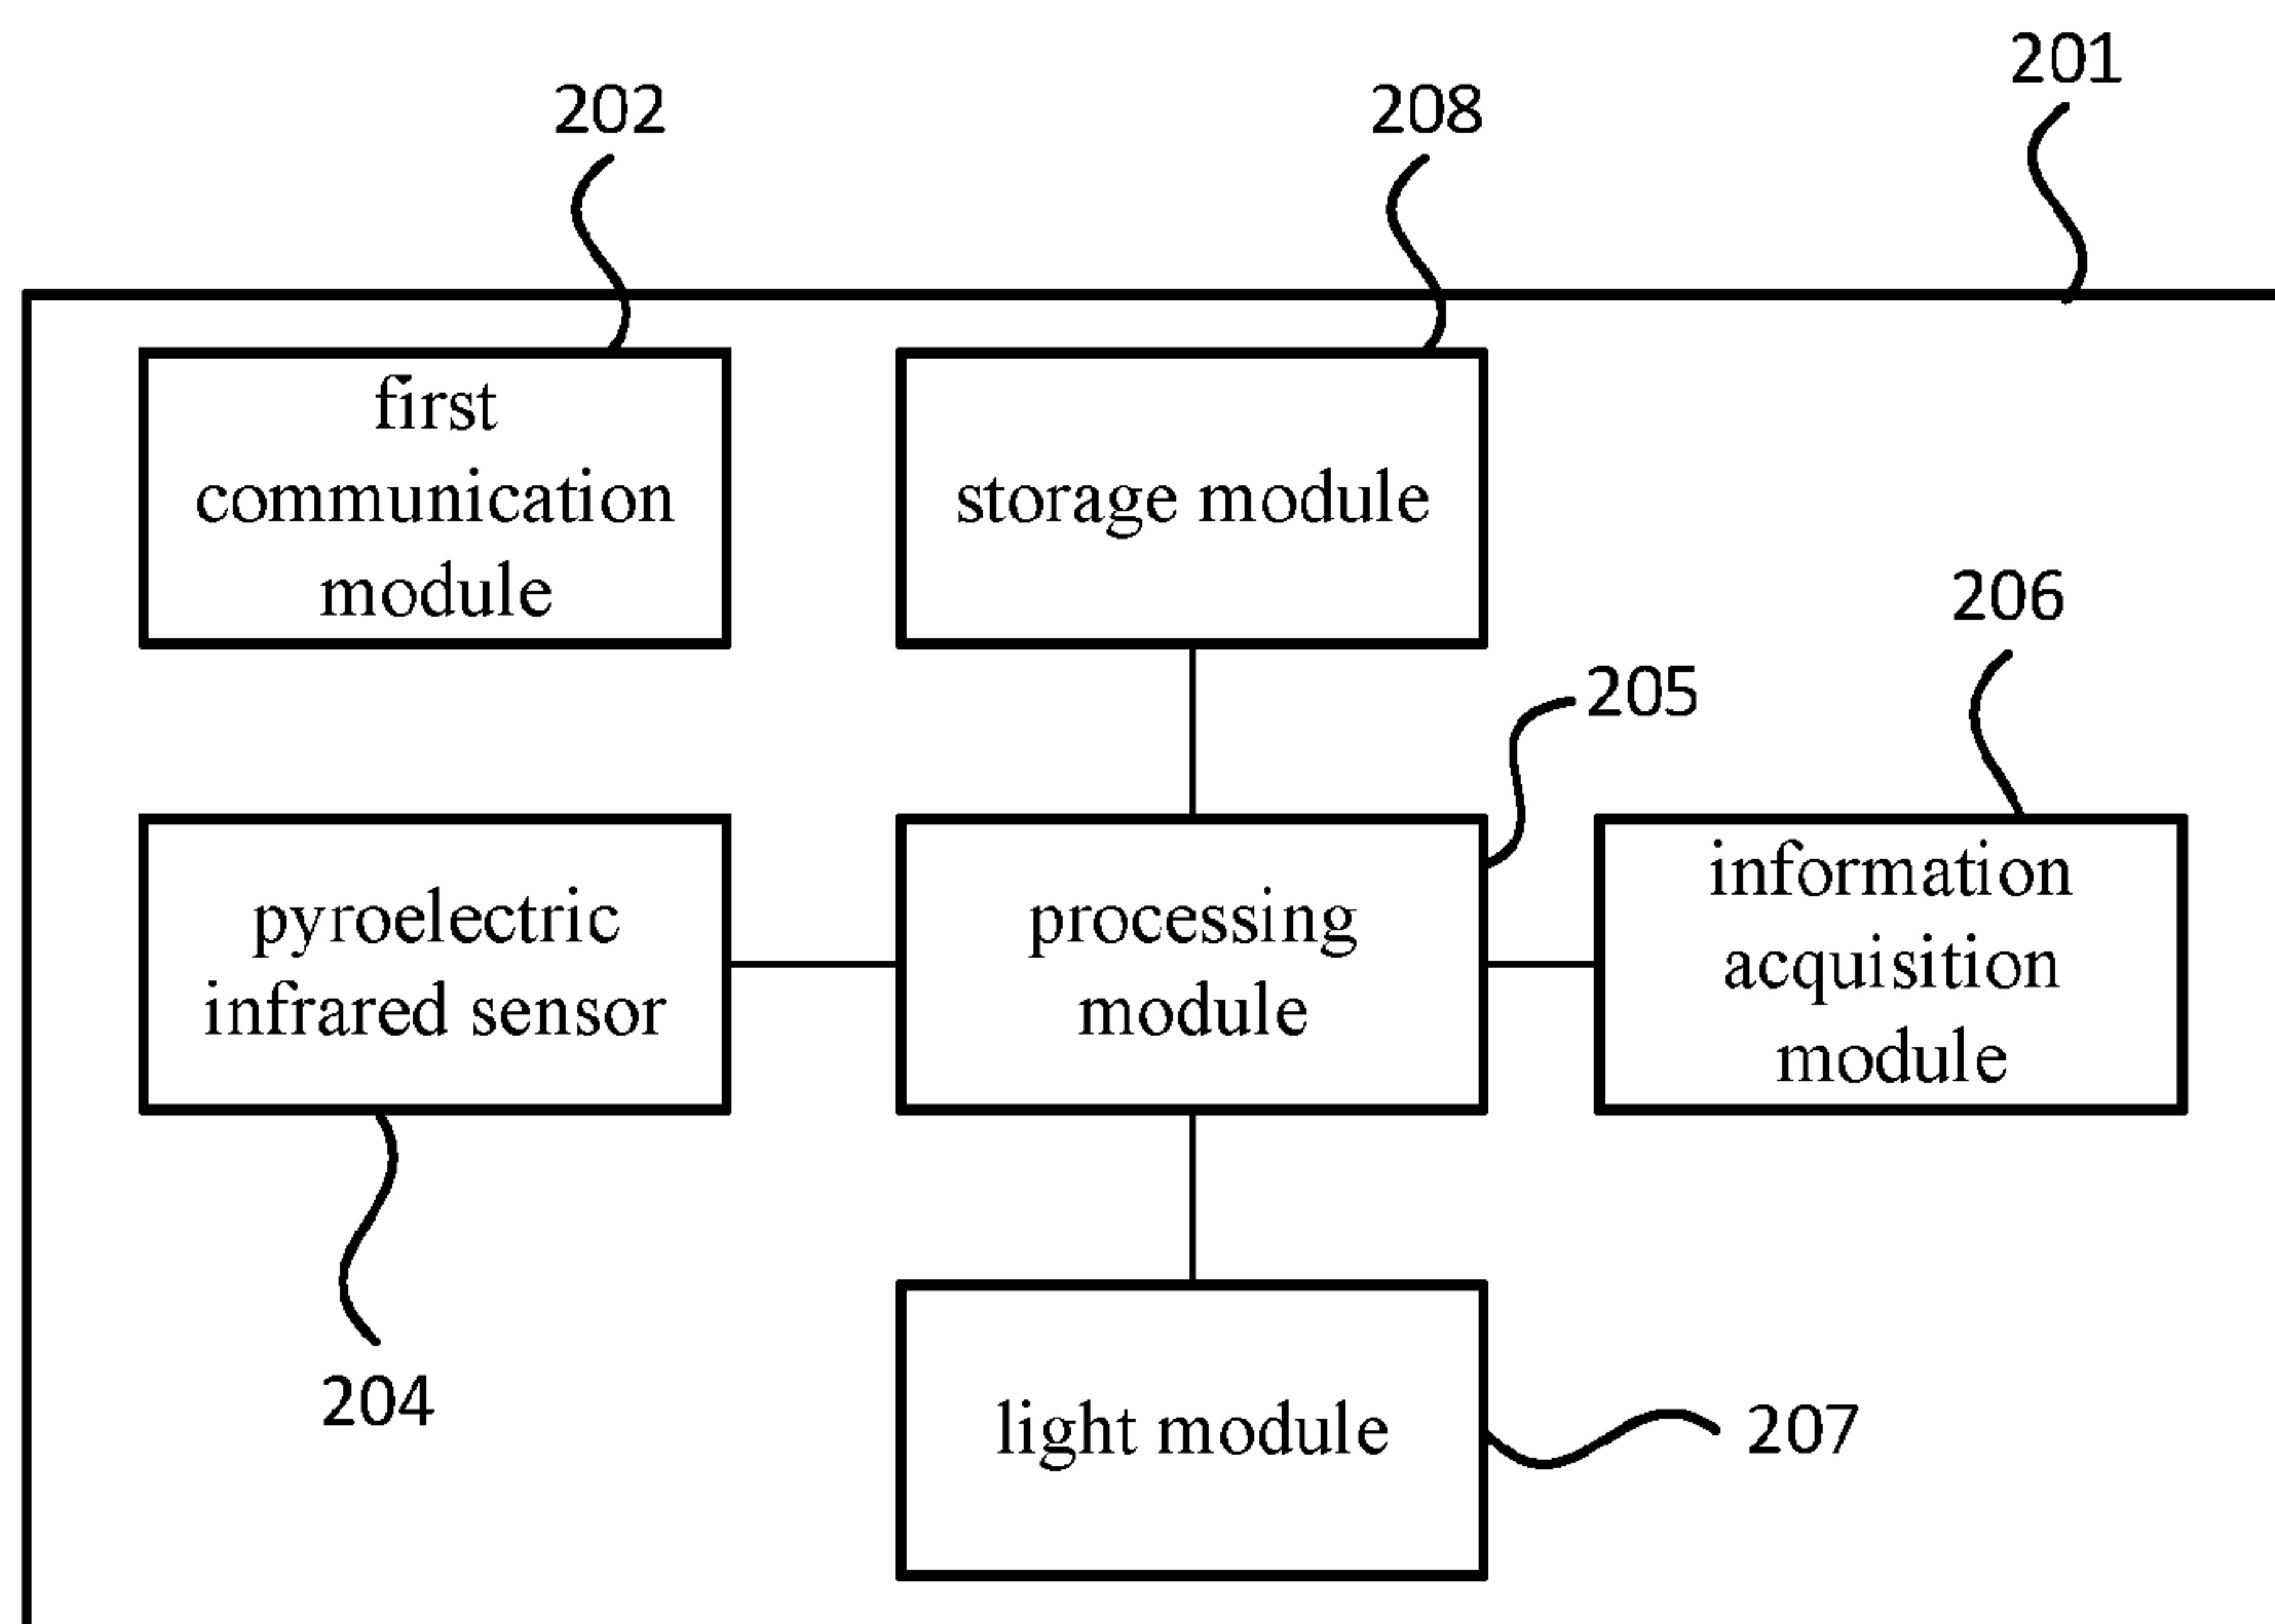 201
202
208
first
communication
module
storage module
206
205
pyroelectric
infrared sensor
processing
module
information
acquisition
module
204
light module
207